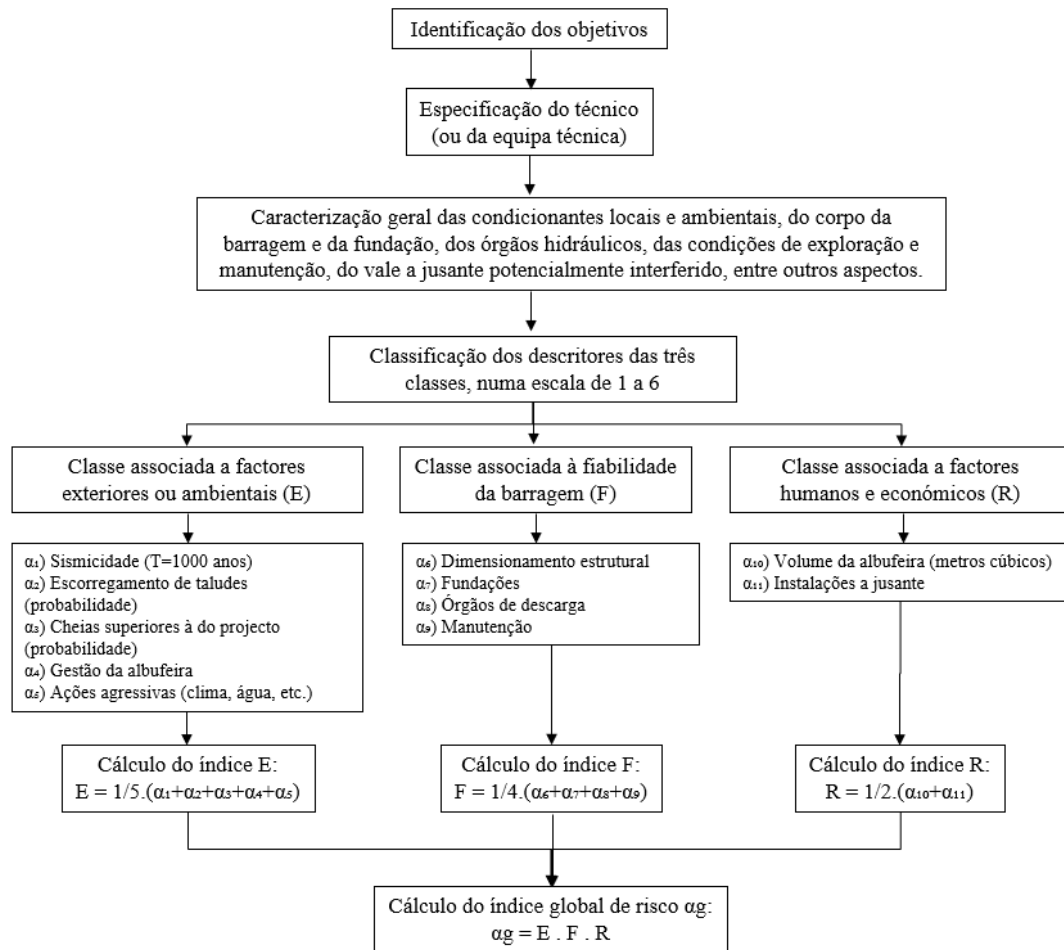 Identificação dos objetivos
Especificação do técnico
(ou da equipa técnica)
Caracterização geral das condicionantes locais e ambientais, do corpo da
barragem e da fundação, dos órgãos hidráulicos, das condições de exploração e
manutenção, do vale a jusante potencialmente interferido, entre outros aspectos.
Classificação dos descritores das três
classes, numa escala de 1 a 6
Classe associada a factores
exteriores ou ambientais (E)
α₁) Sismicidade (T=1000 anos)
α₂) Escorregamento de taludes
(probabilidade)
α₃) Cheias superiores à do projecto
(probabilidade)
α₄) Gestão da albufeira
α₅) Ações agressivas (clima, água, etc.)
Cálculo do índice E:
E = 1/5.(α₁+α₂+α₃+α₄+α₅)
Classe associada à fiabilidade
da barragem (F)
α₆) Dimensionamento estrutural
α₇) Fundações
α₈) Órgãos de descarga
α₉) Manutenção
Cálculo do índice F:
F = 1/4.(α₆+α₇+α₈+α₉)
Classe associada a factores
humanos e económicos (R)
α₁₀) Volume da albufeira (metros cúbicos)
α₁₁) Instalações a jusante
Cálculo do índice R:
R = 1/2.(α₁₀+α₁₁)
Cálculo do índice global de risco αg:
αg = E . F . R